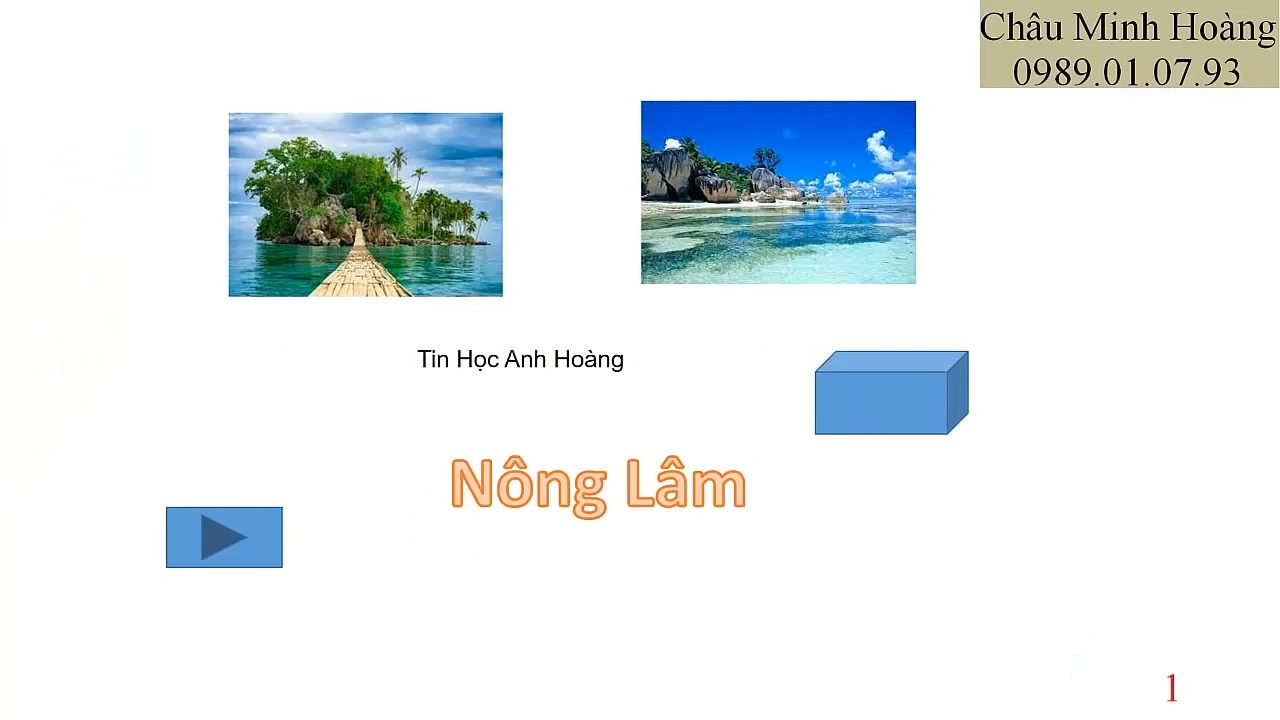 Châu Minh Hoàng
0989.01.07.93
Tin Học Anh Hoàng
Nông Lâm
1